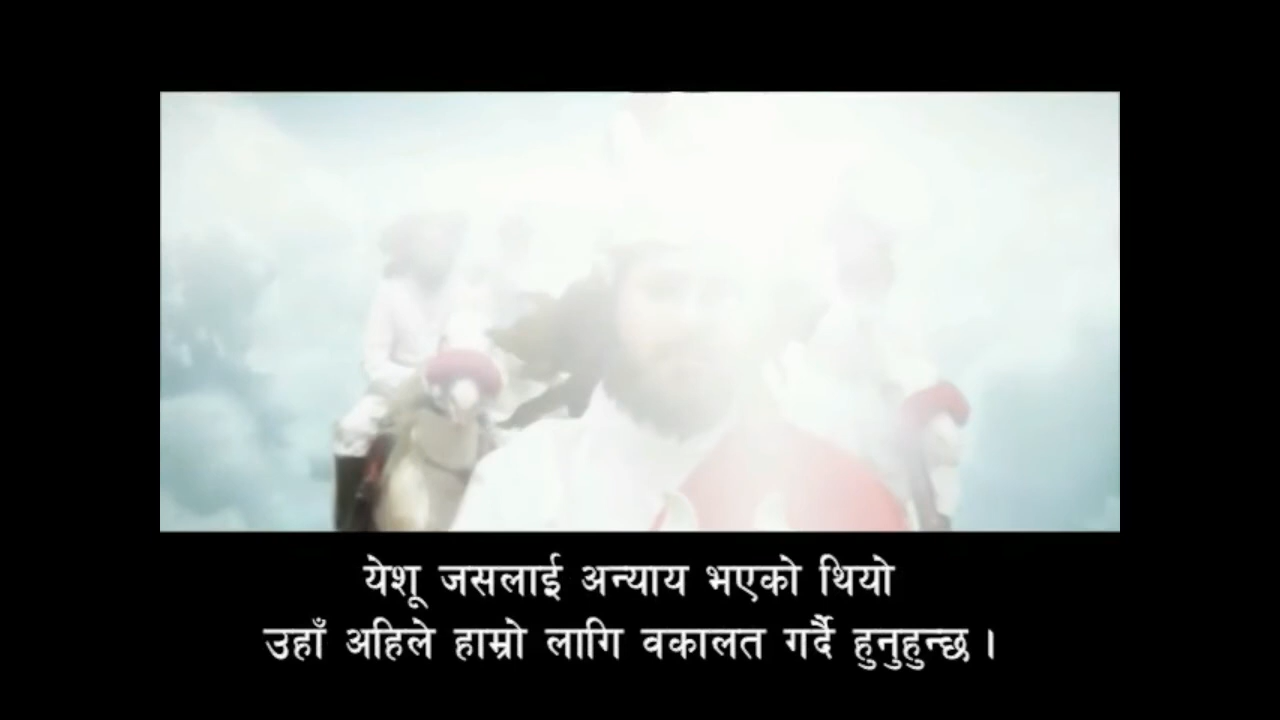 येशू जसलाई अन्याय भएको थियो
उहाँ अहिले हाम्रो लागि वकालत गर्दै हुनुहुन्छ ।